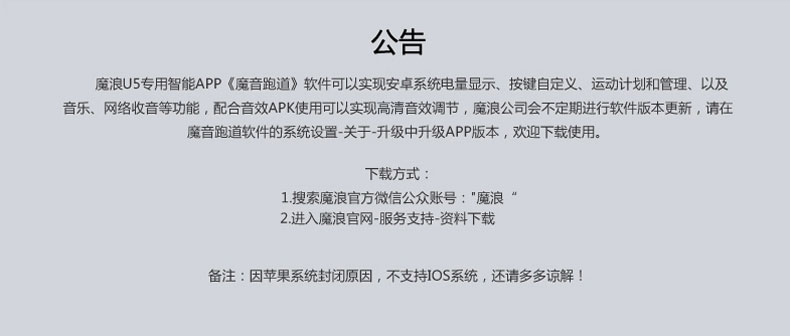 公告
魔浪U5专用智能APP《魔音跑道》软件可以实现安卓系统电量显示、按键自定义、运动计划和管理、以及
音乐、网络收音等功能，配合音效APK使用可以实现高清音效调节，魔浪公司会不定期进行软件版本更新，请在
魔音跑道软件的系统设置-关于-升级中升级APP版本，欢迎下载使用。
下载方式：
1.搜索魔浪官方微信公众账号："魔浪“
2.进入魔浪官网-服务支持-资料下载
备注：因苹果系统封闭原因，不支持IOS系统，还请多多谅解！